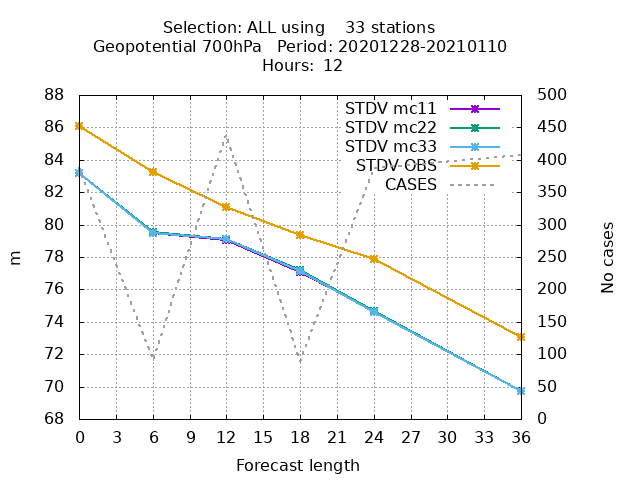 Selection: ALL using    33 stations
Geopotential 700hPa   Period: 20201228-20210110
Hours: 12
88
86
84
82
80
78
76
74
72
70
68
500
450
400
350
300
250
200
150
100
50
0
STDV mc11
STDV mc22
STDV mc33
STDV OBS
CASES
m
No cases
0 3 6 9 12 15 18 21 24 27 30 33 36
Forecast length